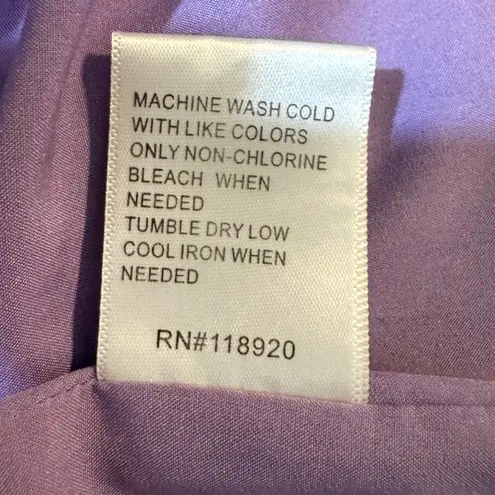 MACHINE WASH COLD
WITH LIKE COLORS
ONLY NON-CHLORINE
BLEACH WHEN
NEEDED
TUMBLE DRY LOW
COOL IRON WHEN
NEEDED
RN#118920